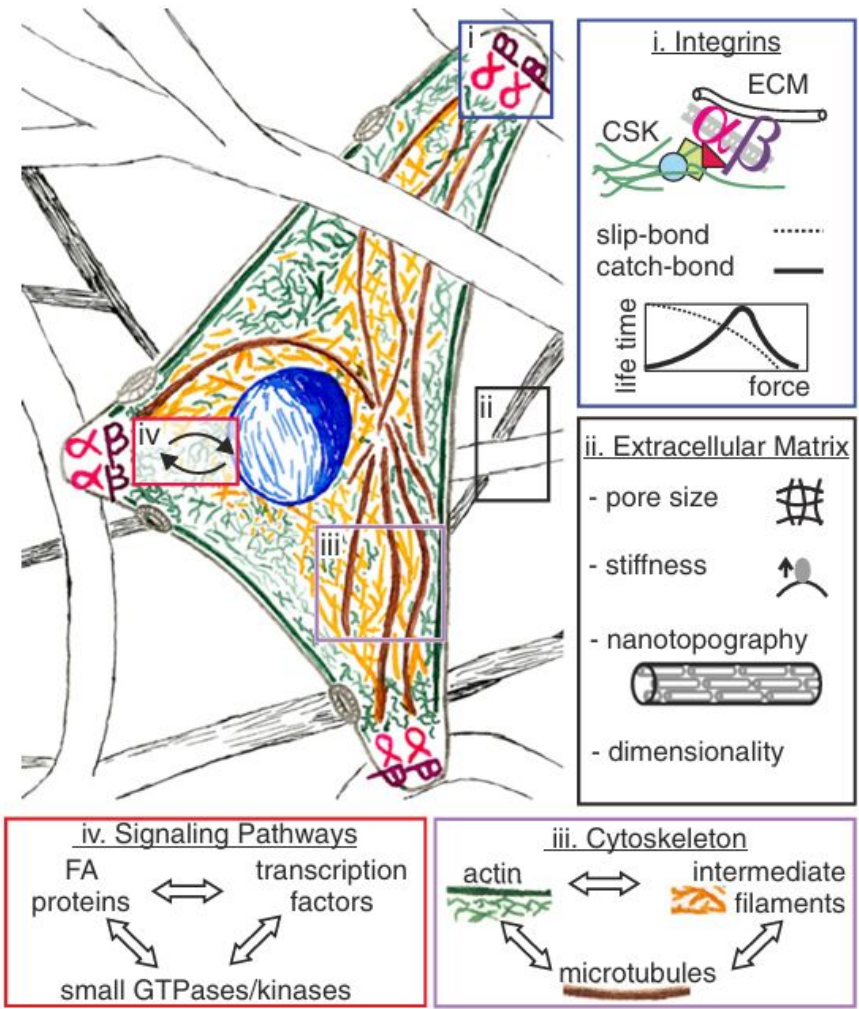 i
α α
β β
α β
α β
iv
ii
iii
α α
β β
i. Integrins
ECM
CSK
αβ
slip-bond
catch-bond
life time
force
ii. Extracellular Matrix
- pore size
- stiffness
- nanotopography
- dimensionality
iv. Signaling Pathways
FA
proteins
transcription
factors
small GTPases/kinases
iii. Cytoskeleton
actin
intermediate
filaments
microtubules